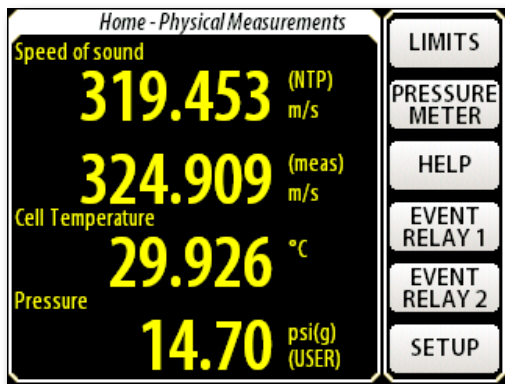 Home - Physical Measurements
Speed of sound
319.453 (NTP) m/s
324.909 (meas) m/s
Cell Temperature
29.926 °C
Pressure
14.70 psi(g) (USER)
LIMITS
PRESSURE
METER
HELP
EVENT
RELAY 1
EVENT
RELAY 2
SETUP